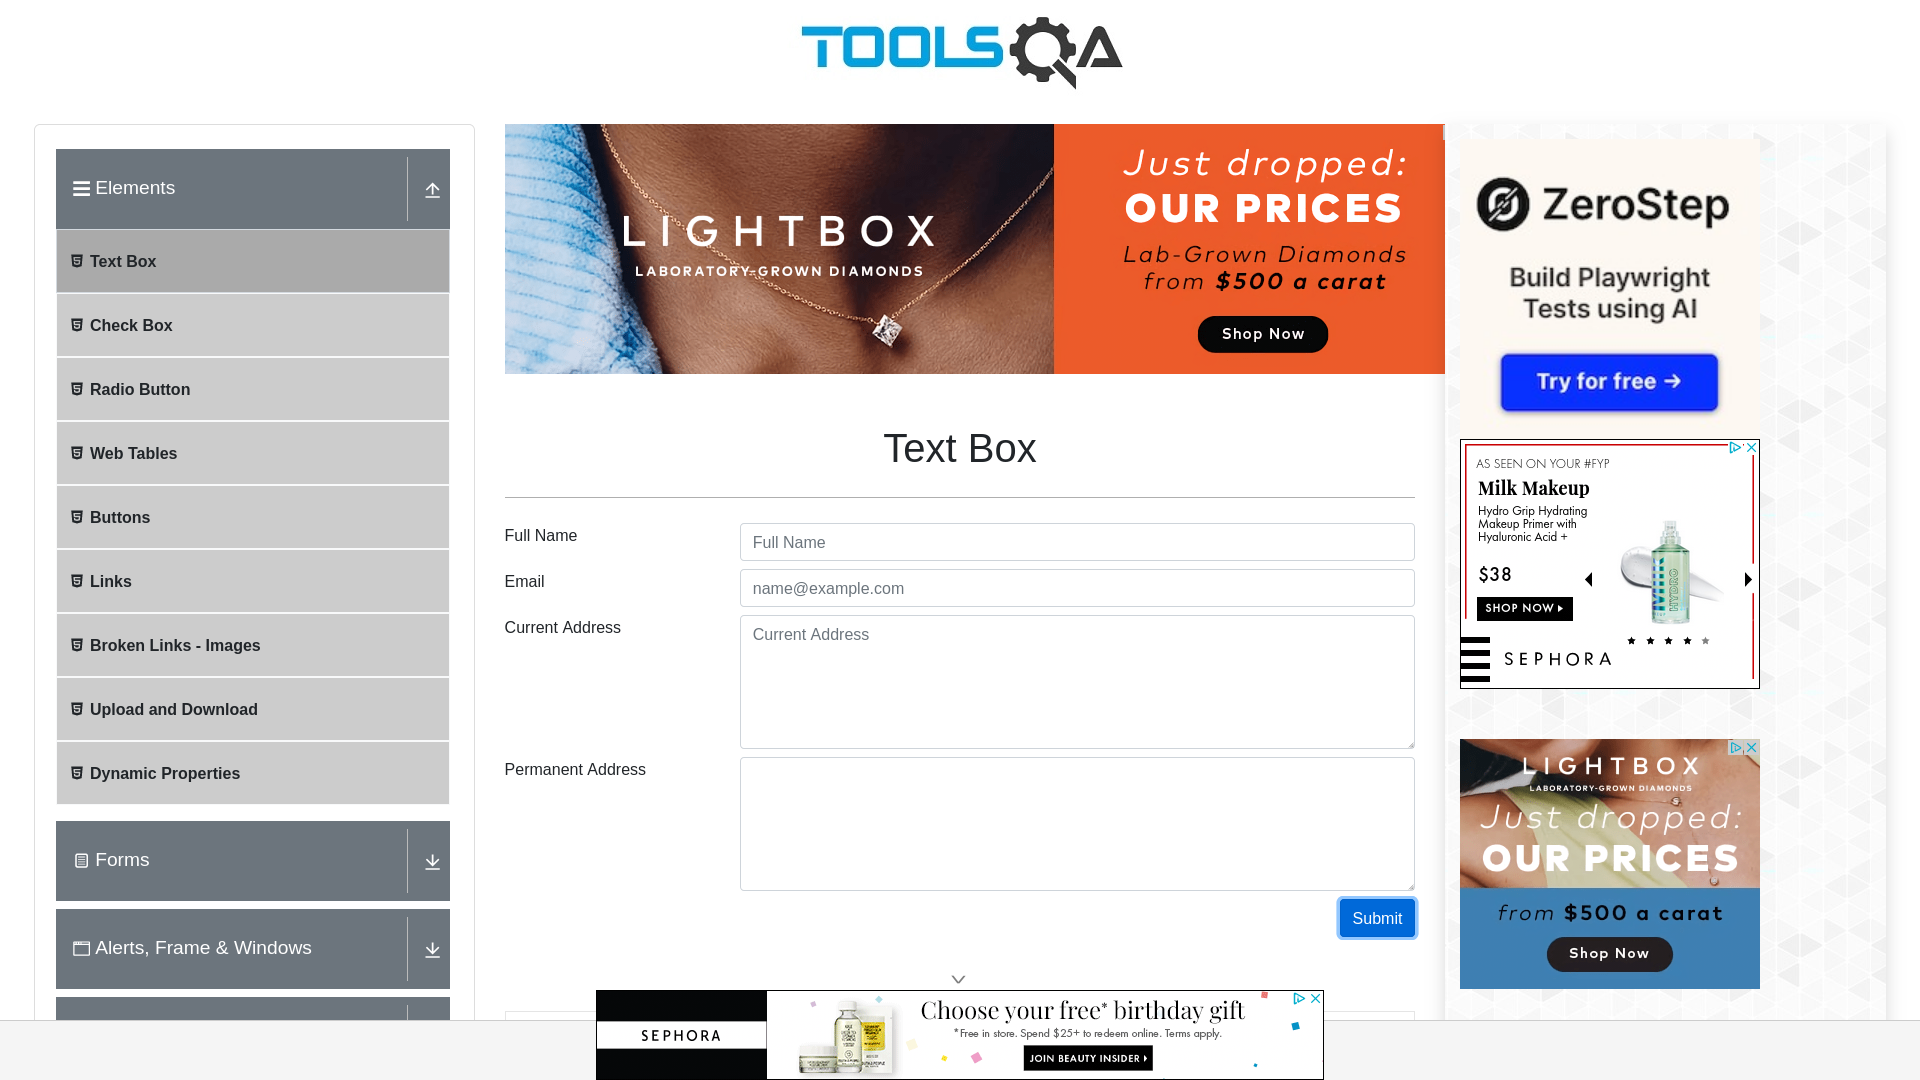 TOOLSQA
Elements
Text Box
Check Box
Radio Button
Web Tables
Buttons
Links
Broken Links - Images
Upload and Download
Dynamic Properties
Forms
Alerts, Frame & Windows
LIGHTBOX
LABORATORY-GROWN DIAMONDS
Just dropped:
OUR PRICES
Lab-Grown Diamonds
from $500 a carat
Shop Now
Text Box
Full Name
Full Name
Email
name@example.com
Current Address
Current Address
Permanent Address
Submit
ZeroStep
Build Playwright
Tests using AI
Try for free →
AS SEEN ON YOUR #FYP
Milk Makeup
Hydro Grip Hydrating
Makeup Primer with
Hyaluronic Acid +
$38
SHOP NOW
MILK
HYDRO
SEPHORA
LIGHTBOX
LABORATORY-GROWN DIAMONDS
Just dropped:
OUR PRICES
from $500 a carat
Shop Now
SEPHORA
Choose your free* birthday gift
*Free in store. Spend $25+ to redeem online. Terms apply.
JOIN BEAUTY INSIDER